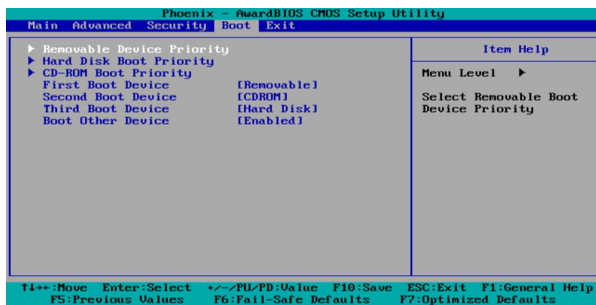 Phoenix - AwardBIOS CMOS Setup Utility
Main Advanced Security Boot Exit
▶ Removable Device Priority
▶ Hard Disk Boot Priority
▶ CD-ROM Boot Priority
First Boot Device [Removable]
Second Boot Device [CDROM]
Third Boot Device [Hard Disk]
Boot Other Device [Enabled]
Item Help
Menu Level ▶
Select Removable Boot
Device Priority
↑↓←→:Move Enter:Select +/-/PU/PD:Value F10:Save ESC:Exit F1:General Help
F5:Previous Values F6:Fail-Safe Defaults F7:Optimized Defaults